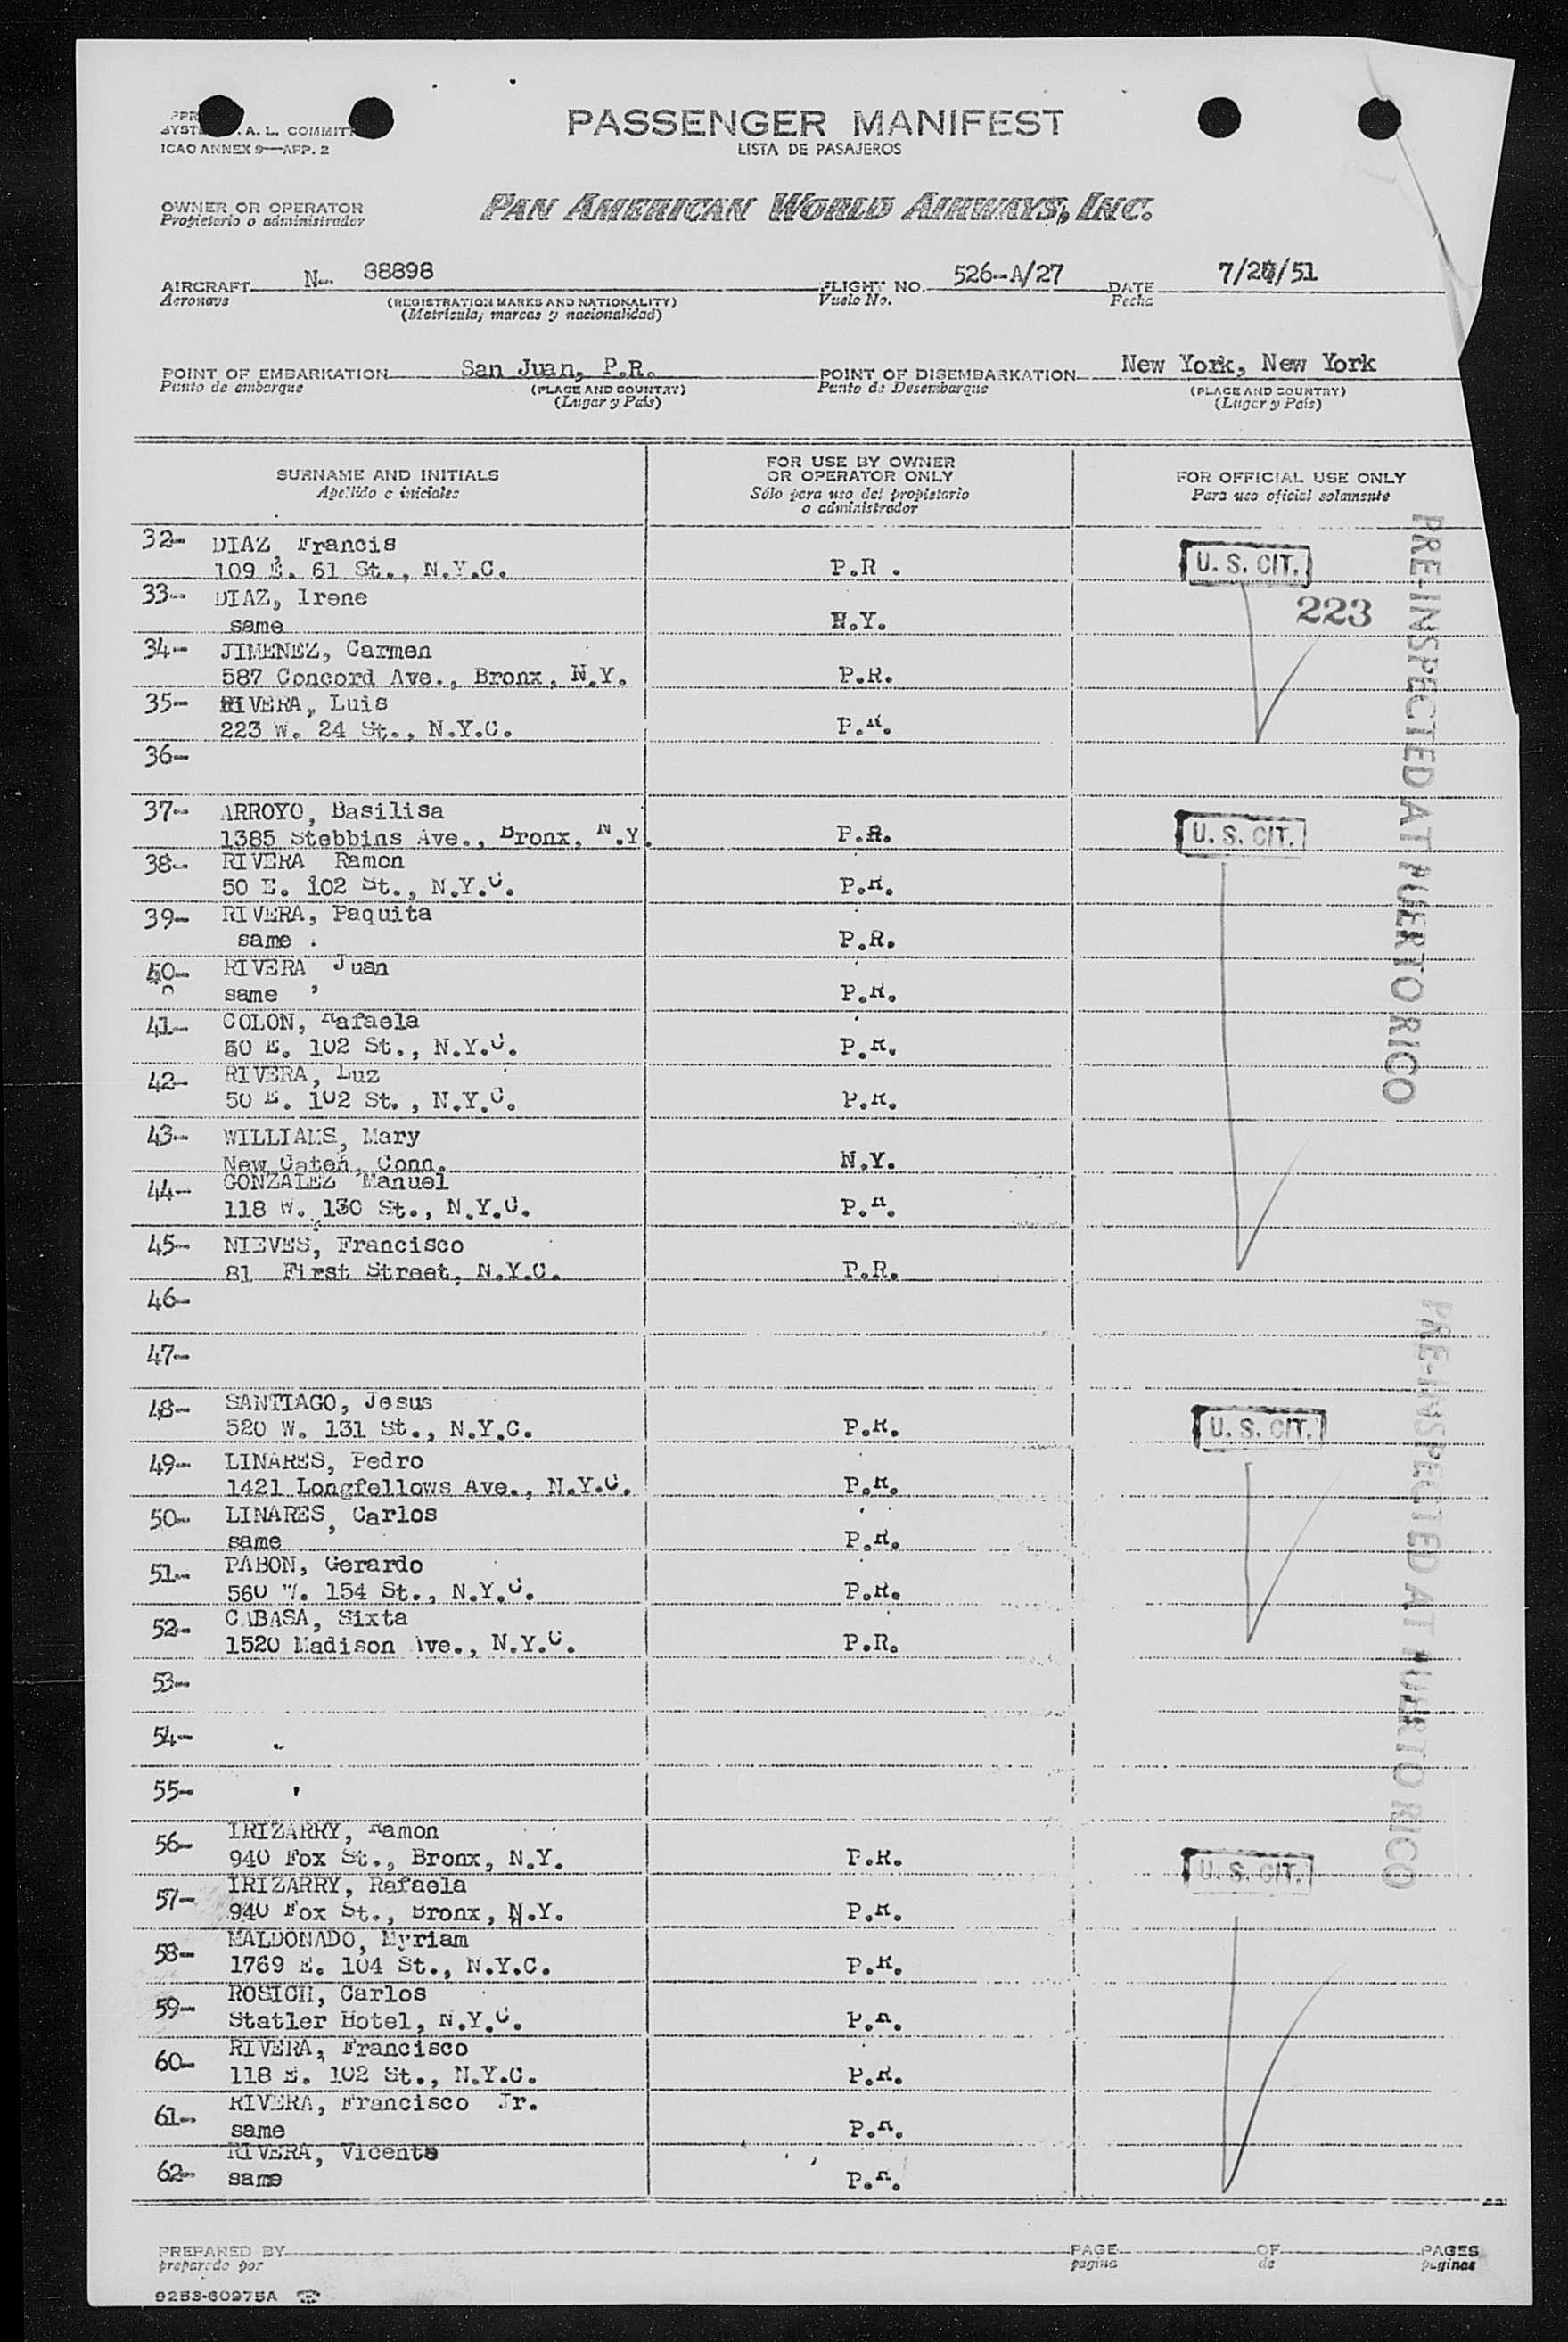 SYSTE A. L. COMMITT
ICAO ANNEX 9—APP. 2
PASSENGER MANIFEST
LISTA DE PASAJEROS
OWNER OR OPERATOR
Propietario o administrador
PAN AMERICAN WORLD AIRWAYS, INC.
AIRCRAFT N- 88898 FLIGHT NO. 526-A/27 DATE
Aeronave (REGISTRATION MARKS AND NATIONALITY) Vuelo No. Fecha
(Matricula, marcas y nacionalidad)
POINT OF EMBARKATION San Juan, P.R. POINT OF DISEMBARKATION New York, New York
Punto de embarque (PLACE AND COUNTRY) Punto de Desembarque (PLACE AND COUNTRY)
(Lugar y País) (Lugar y País)
SURNAME AND INITIALS
Apellido e iniciales
FOR USE BY OWNER
OR OPERATOR ONLY
Sólo para uso del propietario
o administrador
FOR OFFICIAL USE ONLY
Para uso oficial solamente
32- DIAZ, Francis
109 E. 61 St., N.Y.C. P.R. U. S. CIT.
33- DIAZ, Irene 223
same N.Y.
34- JIMENEZ, Carmen
587 Concord Ave., Bronx, N.Y. P.R.
35- RIVERA, Luis
223 W. 24 St., N.Y.C. P.R.
36-
37- ARROYO, Basilisa
1385 Stebbins Ave., Bronx, N.Y. P.R. U. S. CIT.
38- RIVERA Ramon
50 E. 102 St., N.Y.C. P.R.
39- RIVERA, Paquita
same . P.R.
40- RIVERA Juan
same , P.R.
41- COLON, Rafaela
50 E. 102 St., N.Y.C. P.R.
42- RIVERA, Luz
50 E. 102 St., N.Y.C. P.R.
43- WILLIAMS, Mary
New Caten, Conn. N.Y.
44- GONZALEZ Manuel
118 W. 130 St., N.Y.C. P.R.
45- NIEVES, Francisco
81 First Street, N.Y.C. P.R.
46-
47-
48- SANTIAGO, Jesus
520 W. 131 St., N.Y.C. P.R. U. S. CIT.
49- LINARES, Pedro
1421 Longfellows Ave., N.Y.C. P.R.
50- LINARES, Carlos
same P.R.
51- PABON, Gerardo
560 W. 154 St., N.Y.C. P.R.
52- CABASA, Sixta
1520 Madison Ave., N.Y.C. P.R.
53-
54-
55-
56- IRIZARRY, Ramon
940 Fox St., Bronx, N.Y. P.R. U. S. CIT.
57- IRIZARRY, Rafaela
940 Fox St., Bronx, N.Y. P.R.
58- MALDONADO, Myriam
1769 E. 104 St., N.Y.C. P.R.
59- ROSICH, Carlos
Statler Hotel, N.Y.C. P.R.
60- RIVERA, Francisco
118 E. 102 St., N.Y.C. P.R.
61- RIVERA, Francisco Jr.
same P.R.
62- RIVERA, Vicente
same P.R.
PRE-INSPECTED AT PUERTO RICO
PRE-INSPECTED AT PUERTO RICO
PREPARED BY PAGE OF PAGES
preparado por pagina de paginas
9253-60975A